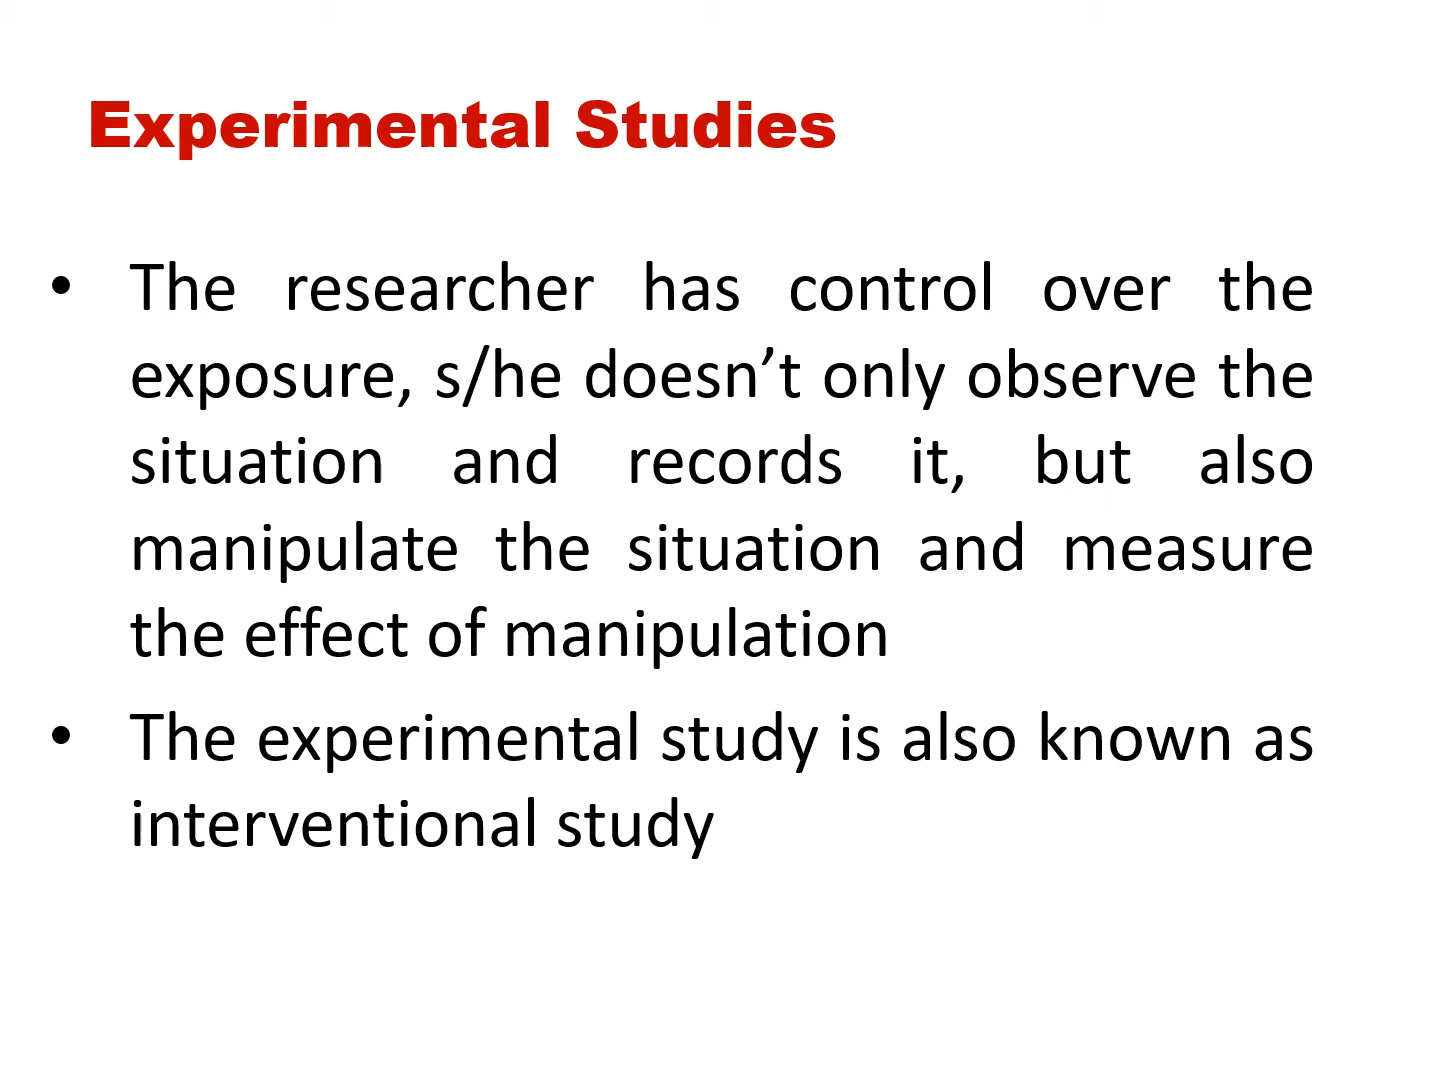 Experimental Studies
• The researcher has control over the
exposure, s/he doesn’t only observe the
situation and records it, but also
manipulate the situation and measure
the effect of manipulation
• The experimental study is also known as
interventional study